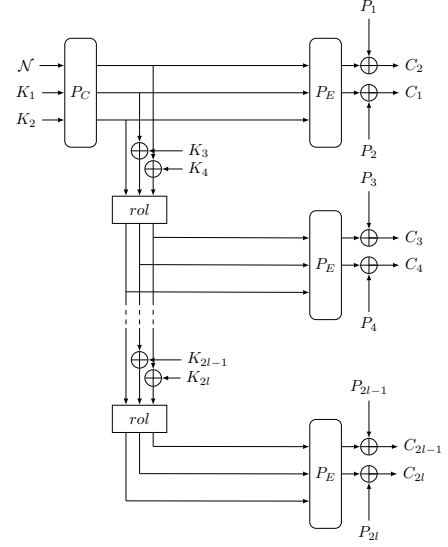 P_1
𝒩 P_C P_E C_2
K_1 C_1
K_2
P_2
K_3
K_4
P_3
rol
C_3
P_E C_4
P_4
K_{2l-1}
K_{2l}
P_{2l-1}
rol
C_{2l-1}
P_E C_{2l}
P_{2l}